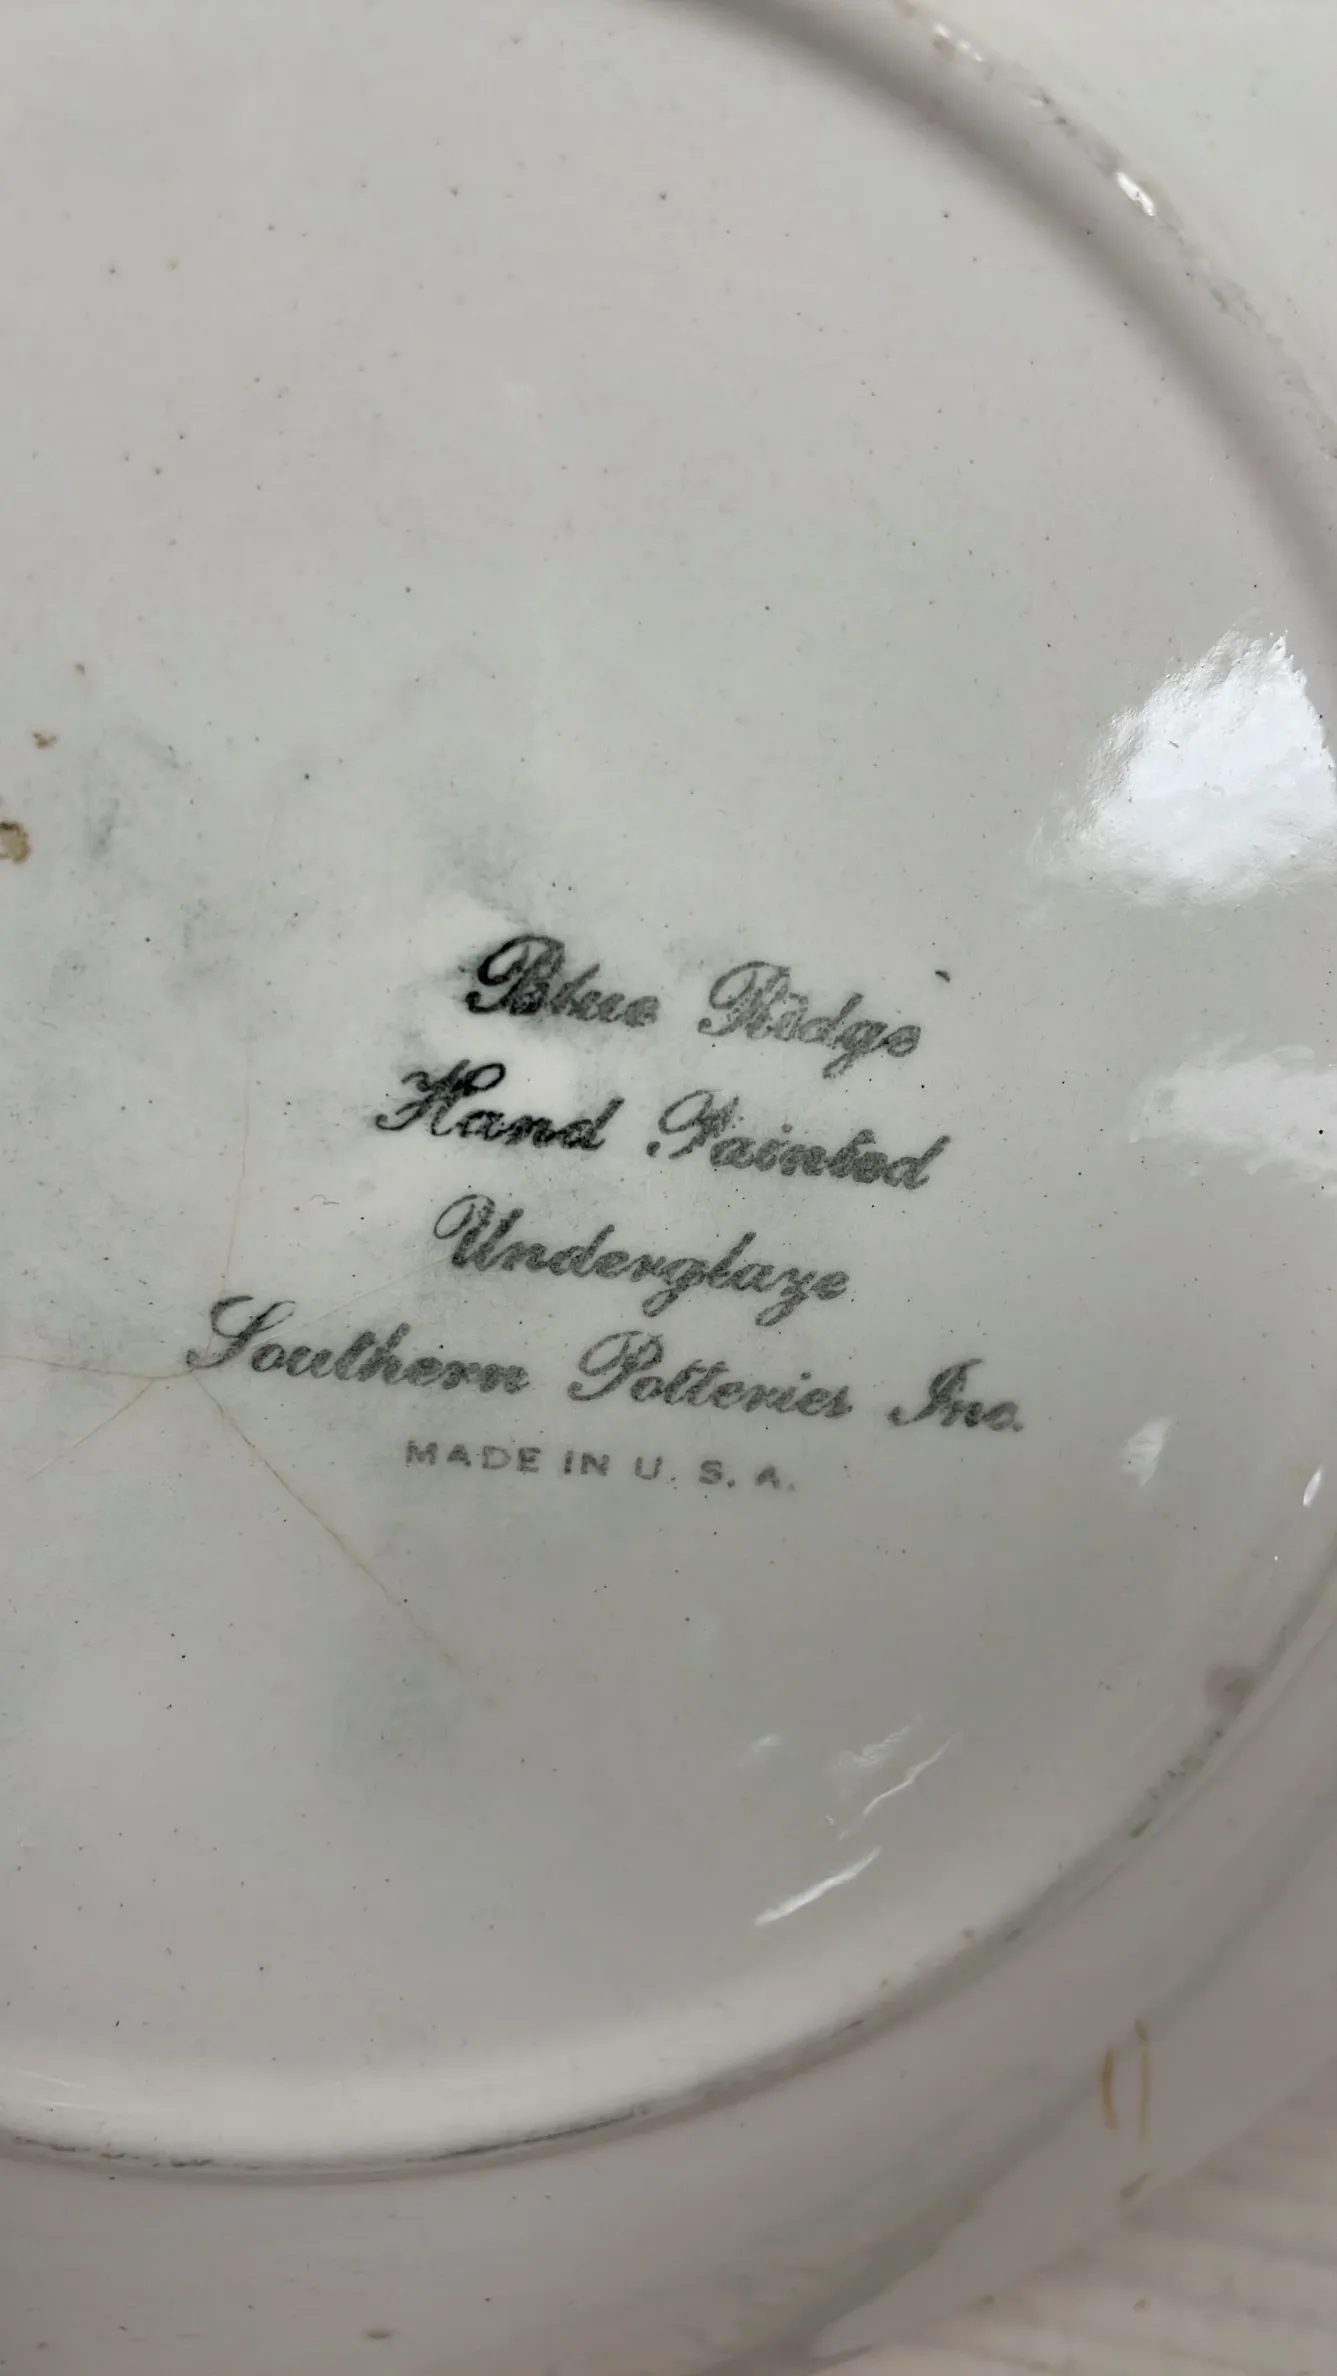 Blue Ridge
Hand Painted
Underglaze
Southern Potteries Inc.
MADE IN U. S. A.